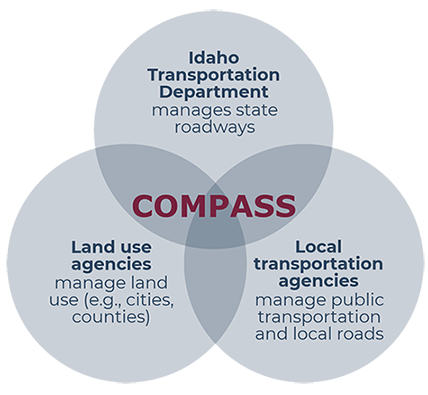 Idaho
Transportation
Department
manages state
roadways
COMPASS
Land use
agencies
manage land
use (e.g., cities,
counties)
Local
transportation
agencies
manage public
transportation
and local roads